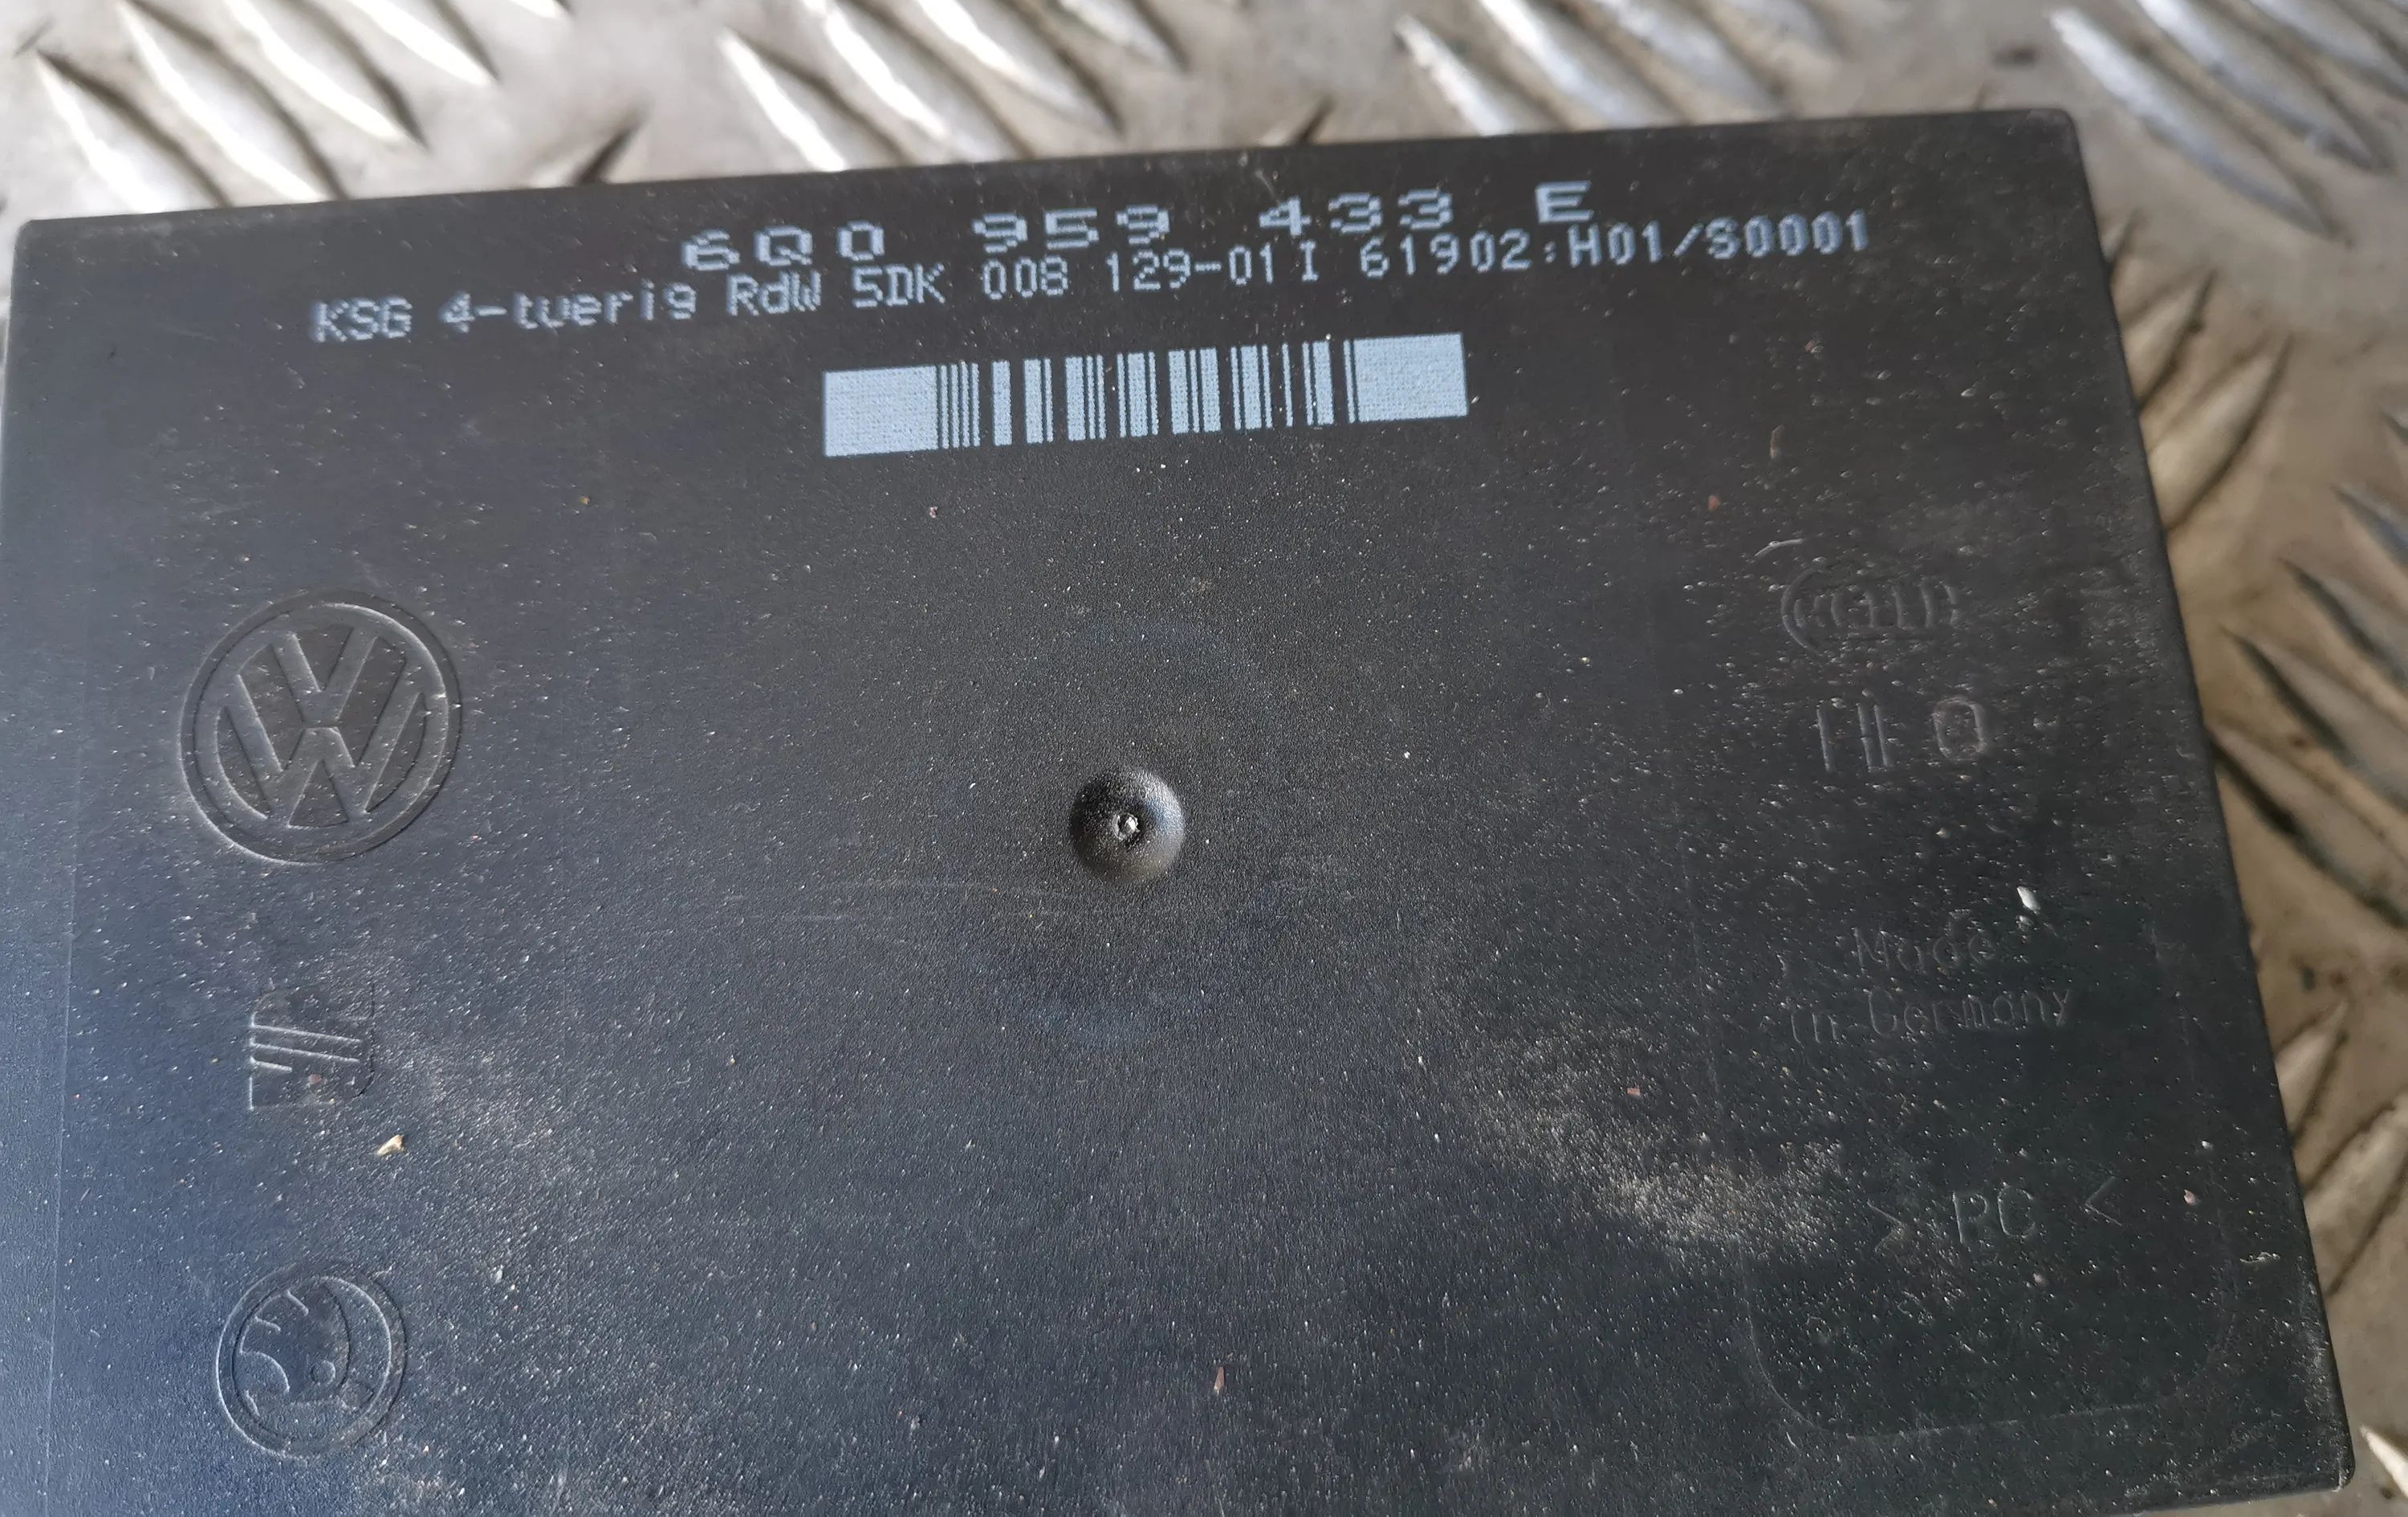 6Q0 959 433 E
KSG 4-tuerig RdW 5DK 008 129-01 I 61902:H01/S0001
Made
in Germany
> PC <